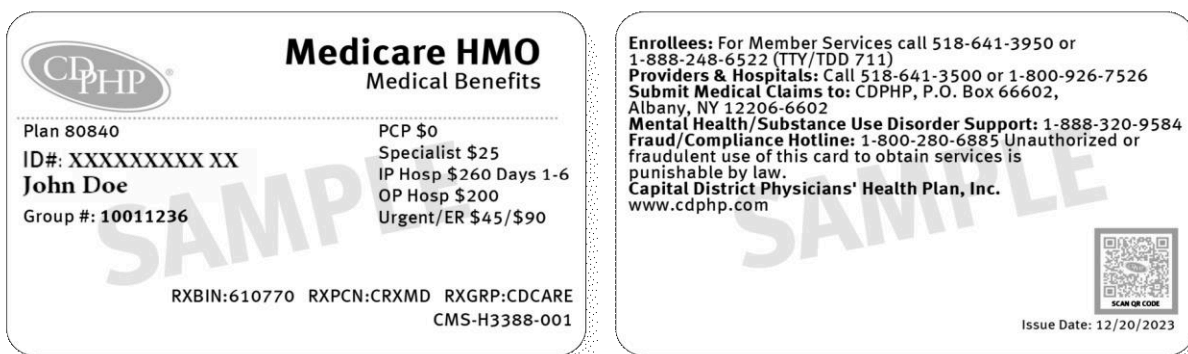 CDPHP®
Medicare HMO
Medical Benefits
Plan 80840
ID#: XXXXXXXXX XX
John Doe
Group #: 10011236
PCP $0
Specialist $25
IP Hosp $260 Days 1-6
OP Hosp $200
Urgent/ER $45/$90
SAMPLE
RXBIN:610770 RXPCN:CRXMD RXGRP:CDCARE
CMS-H3388-001
Enrollees: For Member Services call 518-641-3950 or
1-888-248-6522 (TTY/TDD 711)
Providers & Hospitals: Call 518-641-3500 or 1-800-926-7526
Submit Medical Claims to: CDPHP, P.O. Box 66602,
Albany, NY 12206-6602
Mental Health/Substance Use Disorder Support: 1-888-320-9584
Fraud/Compliance Hotline: 1-800-280-6885 Unauthorized or
fraudulent use of this card to obtain services is
punishable by law.
Capital District Physicians' Health Plan, Inc.
www.cdphp.com
SAMPLE
SCAN QR CODE
Issue Date: 12/20/2023